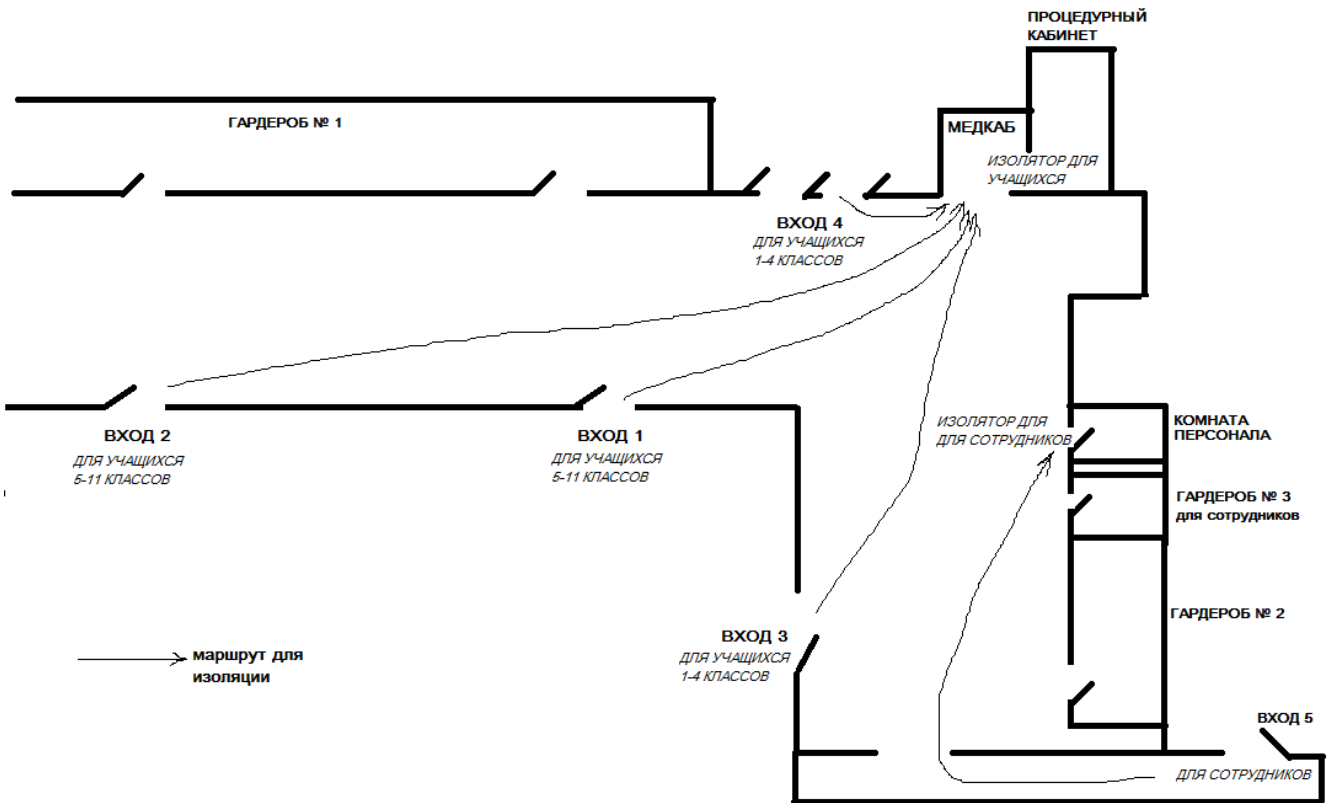 ПРОЦЕДУРНЫЙ
КАБИНЕТ
ГАРДЕРОБ № 1
МЕДКАБ
ИЗОЛЯТОР ДЛЯ
УЧАЩИХСЯ
ВХОД 4
ДЛЯ УЧАЩИХСЯ
1-4 КЛАССОВ
ВХОД 2
ДЛЯ УЧАЩИХСЯ
5-11 КЛАССОВ
ВХОД 1
ДЛЯ УЧАЩИХСЯ
5-11 КЛАССОВ
ИЗОЛЯТОР ДЛЯ
ДЛЯ СОТРУДНИКОВ
КОМНАТА
ПЕРСОНАЛА
ГАРДЕРОБ № 3
для сотрудников
ГАРДЕРОБ № 2
ВХОД 3
ДЛЯ УЧАЩИХСЯ
1-4 КЛАССОВ
маршрут для
изоляции
ВХОД 5
ДЛЯ СОТРУДНИКОВ